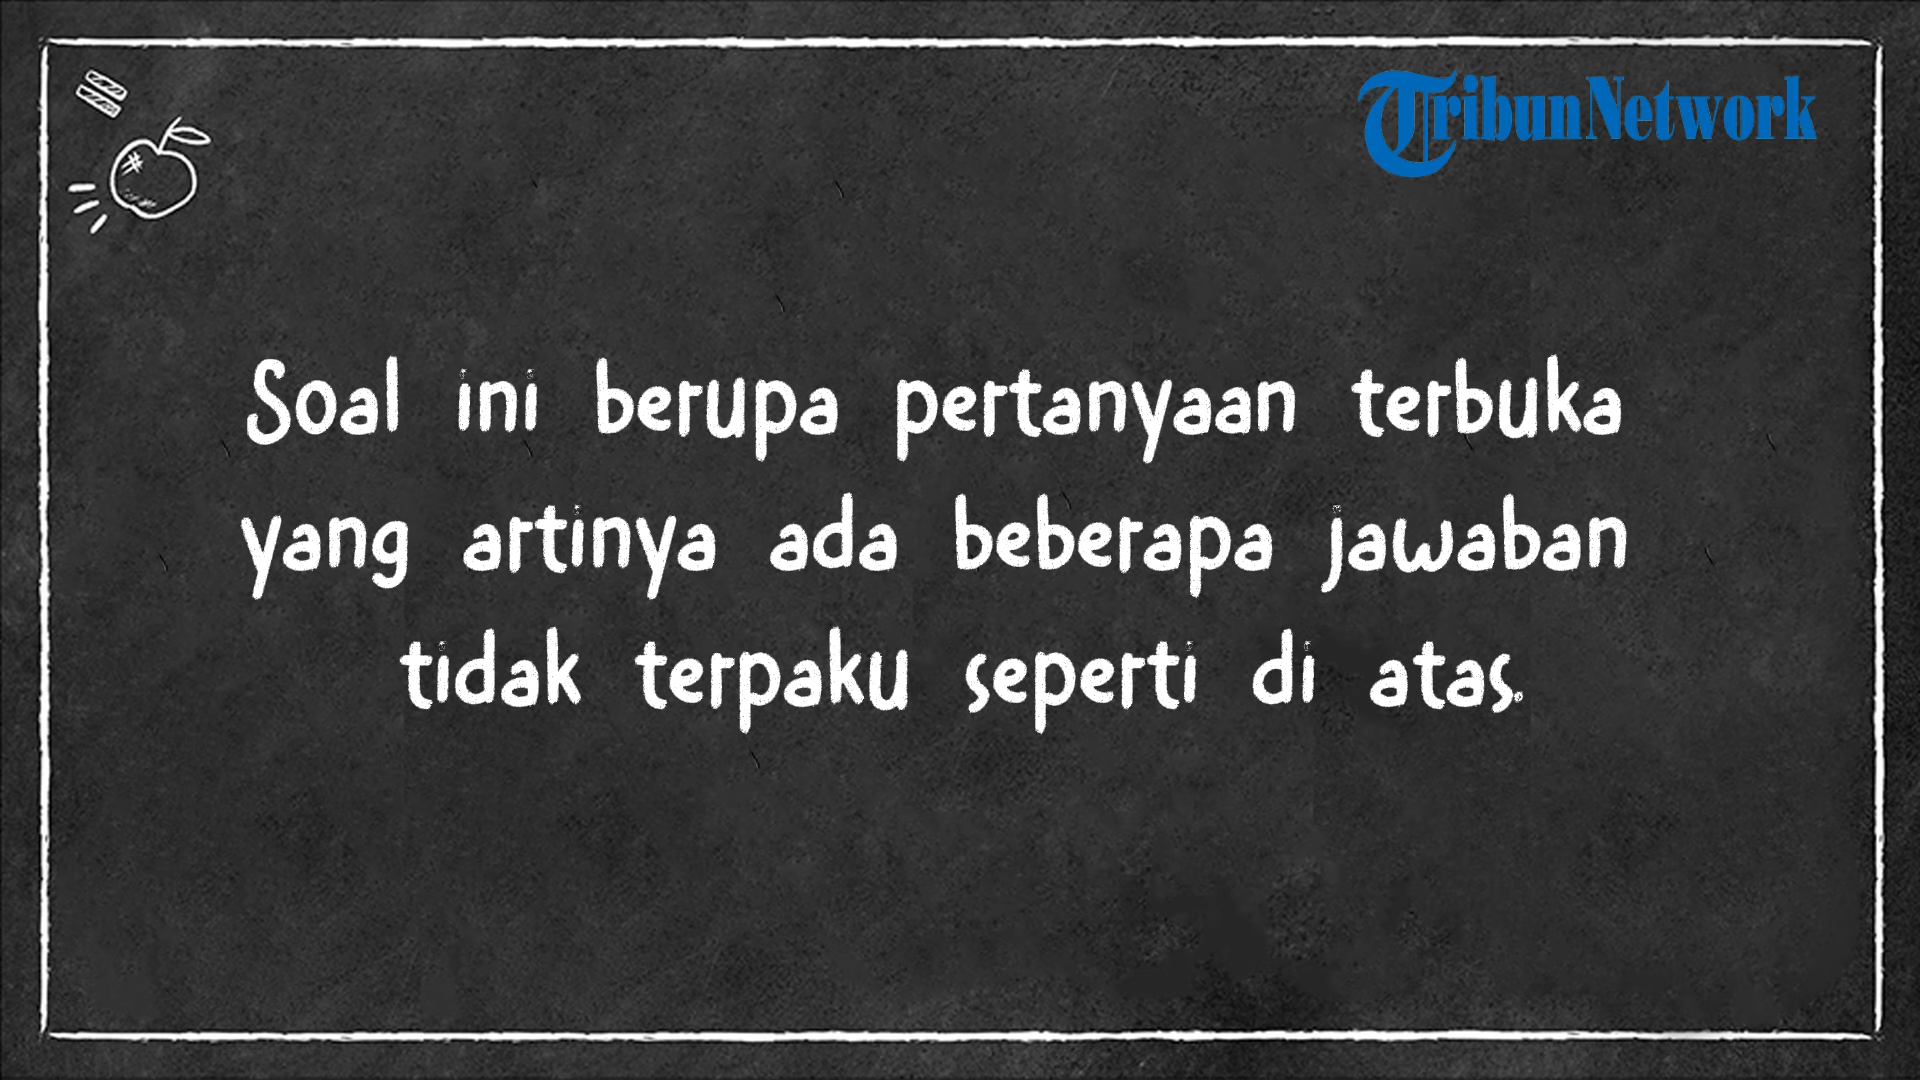 TribunNetwork
Soal ini berupa pertanyaan terbuka
yang artinya ada beberapa jawaban
tidak terpaku seperti di atas.